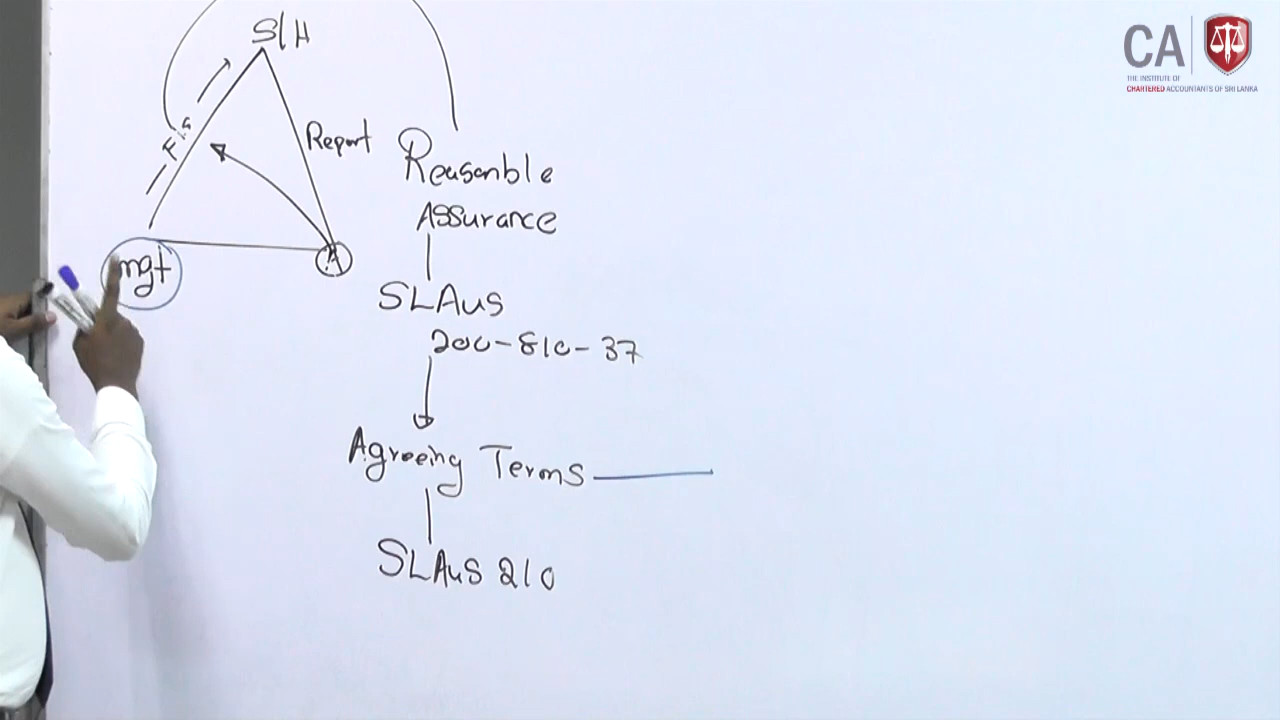 S/H
F/s
Report
mgt
A
Reasonble
Assurance
SLAuS
200-810-37
Agreeing Terms
SLAuS 210
CA
THE INSTITUTE OF
CHARTERED ACCOUNTANTS OF SRI LANKA